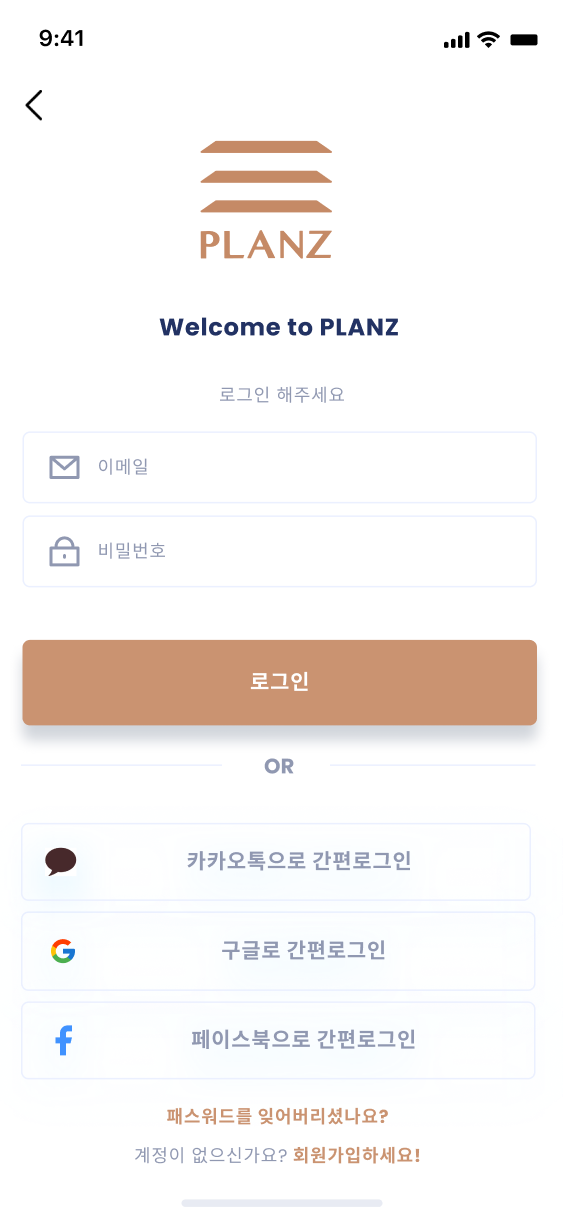 9:41
PLANZ
Welcome to PLANZ
로그인 해주세요
이메일
비밀번호
로그인
OR
카카오톡으로 간편로그인
구글로 간편로그인
페이스북으로 간편로그인
패스워드를 잊어버리셨나요?
계정이 없으신가요? 회원가입하세요!